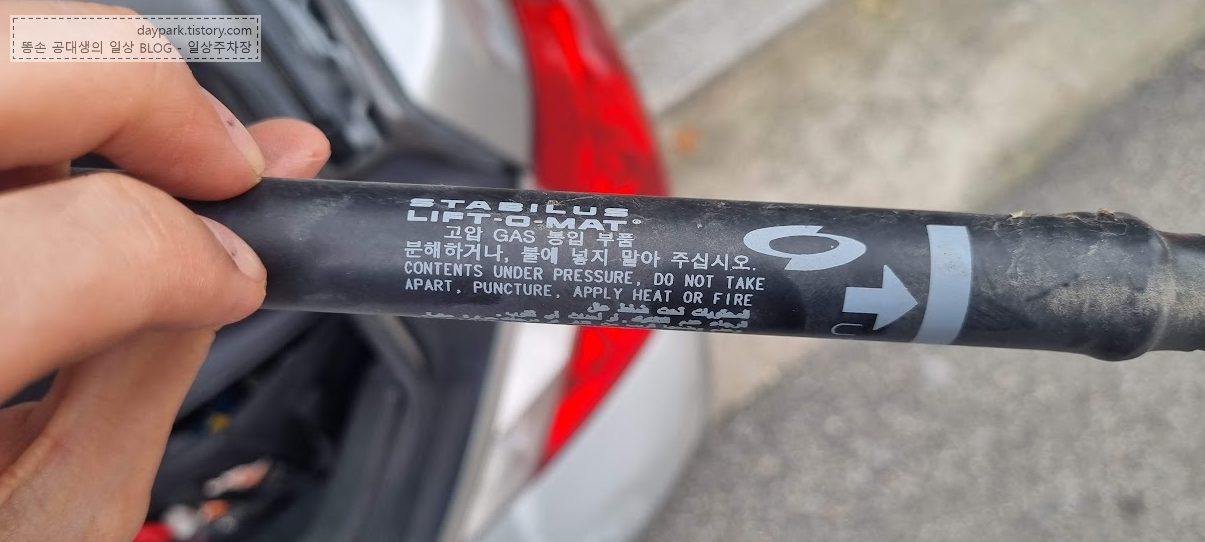 daypark.tistory.com
똥손 공대생의 일상 BLOG - 일상주차장
STABILUS
LIFT-O-MAT®
고압 GAS 봉입 부품
분해하거나, 불에 넣지 말아 주십시오.
CONTENTS UNDER PRESSURE, DO NOT TAKE
APART, PUNCTURE, APPLY HEAT OR FIRE
U